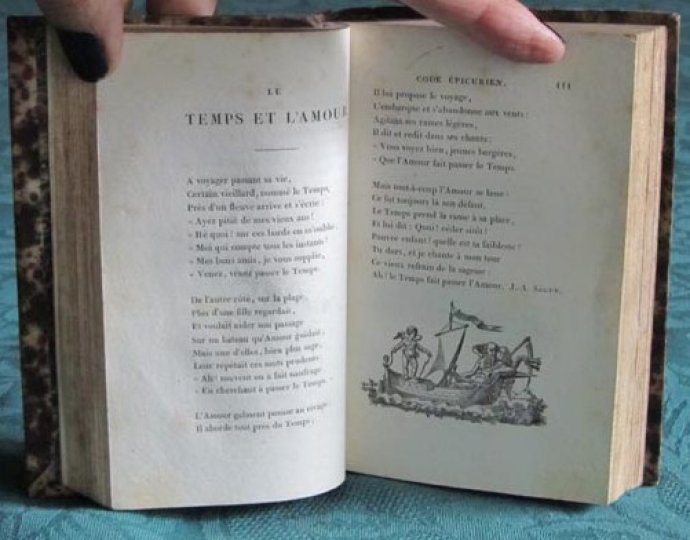 LE
TEMPS ET L'AMOUR
A voyager passant sa vie,
Certain vieillard, nommé le Temps,
Près d'un fleuve arrive et s'écrie :
« Ayez pitié de mes vieux ans !
« Hé quoi ! sur ces bords on m'oublie,
« Moi qui compte tous les instants !
« Mes bons amis, je vous supplie,
« Venez, venez passer le Temps.
De l'autre côté, sur la plage,
Plus d'une fille regardait,
Et voulait aider son passage
Sur un bateau qu'Amour guidait ;
Mais une d'elles, bien plus sage,
Leur répétait ces mots prudents :
« Ah ! souvent on a fait naufrage
« En cherchant à passer le Temps.
L'Amour gaîment pousse au rivage ;
Il aborde tout près du Temps ;
CODE ÉPICURIEN.
Il lui propose le voyage,
L'embarque et s'abandonne aux vents :
Agitant ses rames légères,
Il dit et redit dans ses chants :
« Vous voyez bien, jeunes bergères,
« Que l'Amour fait passer le Temps.
Mais tout-à-coup l'Amour se lasse :
Ce fut toujours là son défaut.
Le Temps prend la rame à sa place,
Et lui dit : Quoi ! céder sitôt !
Pauvre enfant ! quelle est ta faiblesse !
Tu dors, et je chante à mon tour
Ce vieux refrain de la sagesse :
Ah ! le Temps fait passer l'Amour. J.-A. SÉGUR.